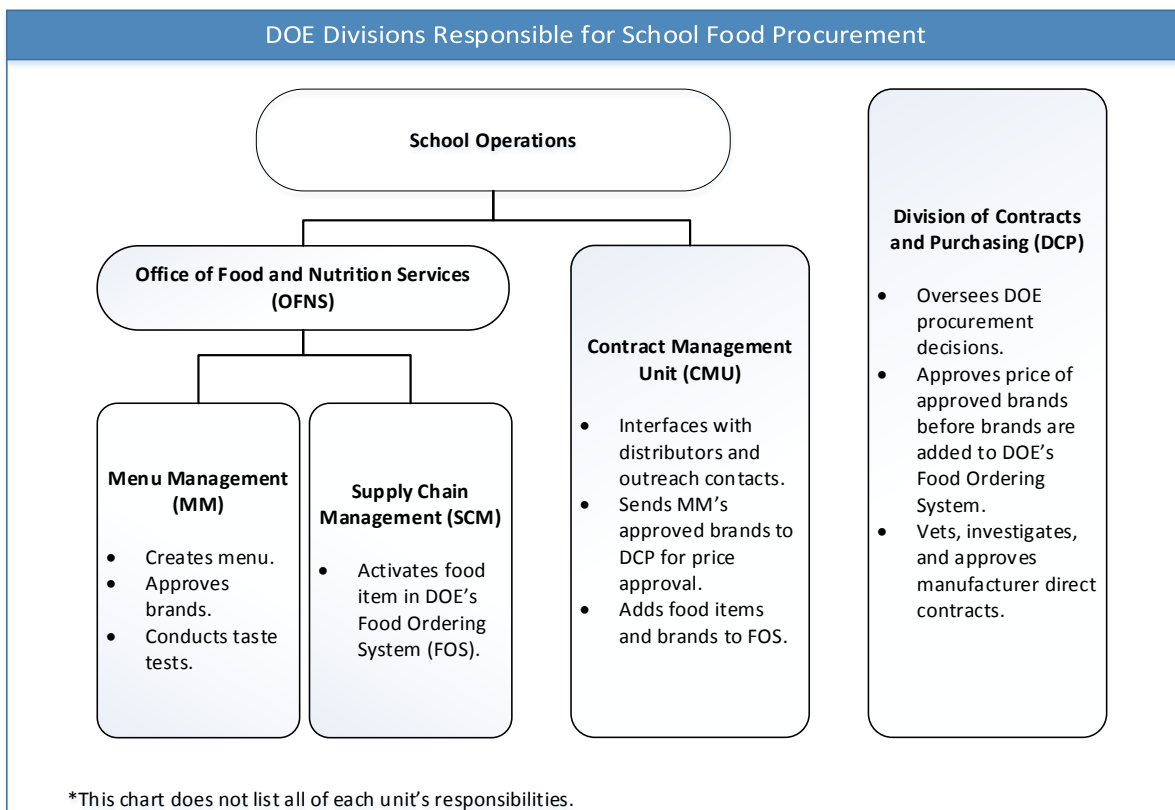 DOE Divisions Responsible for School Food Procurement
School Operations
Office of Food and Nutrition Services
(OFNS)
Menu Management
(MM)
• Creates menu.
• Approves
brands.
• Conducts taste
tests.
Supply Chain
Management (SCM)
• Activates food
item in DOE’s
Food Ordering
System (FOS).
Contract Management
Unit (CMU)
• Interfaces with
distributors and
outreach contacts.
• Sends MM’s
approved brands to
DCP for price
approval.
• Adds food items
and brands to FOS.
Division of Contracts
and Purchasing (DCP)
• Oversees DOE
procurement
decisions.
• Approves price of
approved brands
before brands are
added to DOE’s
Food Ordering
System.
• Vets, investigates,
and approves
manufacturer direct
contracts.
*This chart does not list all of each unit’s responsibilities.